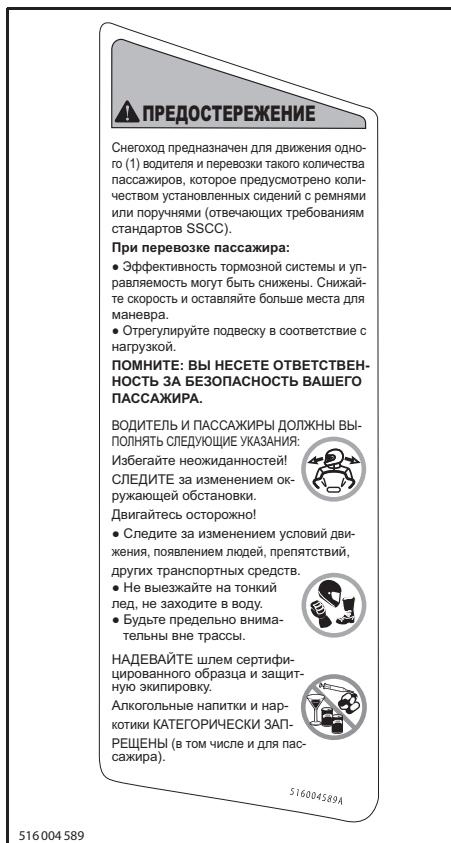 ПРЕДОСТЕРЕЖЕНИЕ
Снегоход предназначен для движения одно-
го (1) водителя и перевозки такого количества
пассажиров, которое предусмотрено коли-
чеством установленных сидений с ремнями
или поручнями (отвечающих требованиям
стандартов SSCC).
При перевозке пассажира:
● Эффективность тормозной системы и уп-
равляемость могут быть снижены. Снижай-
те скорость и оставляйте больше места для
маневра.
● Отрегулируйте подвеску в соответствие с
нагрузкой.
ПОМНИТЕ: ВЫ НЕСЕТЕ ОТВЕТСТВЕН-
НОСТЬ ЗА БЕЗОПАСНОСТЬ ВАШЕГО
ПАССАЖИРА.
ВОДИТЕЛЬ И ПАССАЖИРЫ ДОЛЖНЫ ВЫ-
ПОЛНЯТЬ СЛЕДУЮЩИЕ УКАЗАНИЯ:
Избегайте неожиданностей!
СЛЕДИТЕ за изменением ок-
ружающей обстановки.
Двигайтесь осторожно!
● Следите за изменением условий дви-
жения, появлением людей, препятствий,
других транспортных средств.
● Не выезжайте на тонкий
лед, не заходите в воду.
● Будьте предельно внима-
тельны вне трассы.
НАДЕВАЙТЕ шлем сертифи-
цированного образца и защит-
ную экипировку.
Алкогольные напитки и нар-
котики КАТЕГОРИЧЕСКИ ЗАП-
РЕЩЕНЫ (в том числе и для пас-
сажира).
516004589A
516 004 589